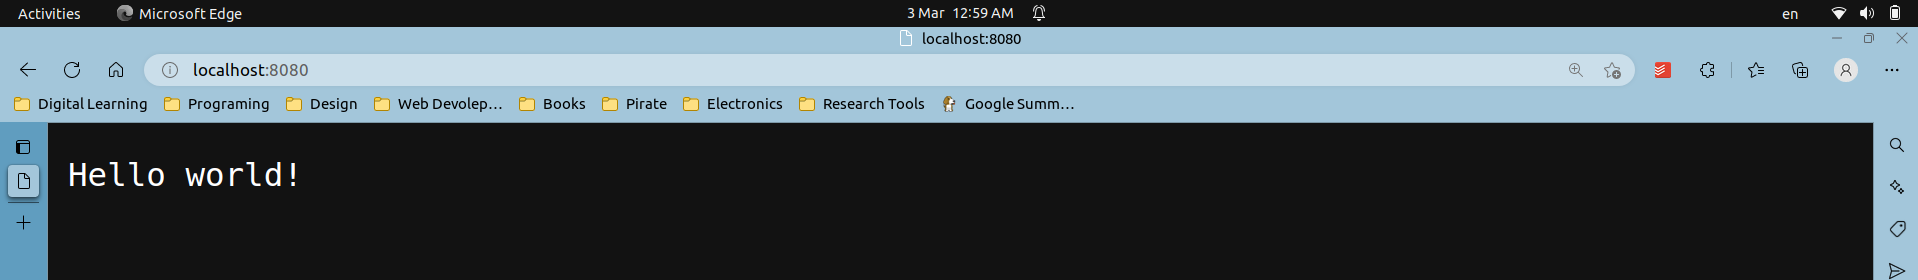 Activities Microsoft Edge 3 Mar 12:59 AM en
localhost:8080
localhost:8080
Digital Learning Programing Design Web Devolep... Books Pirate Electronics Research Tools Google Summ...
Hello world!